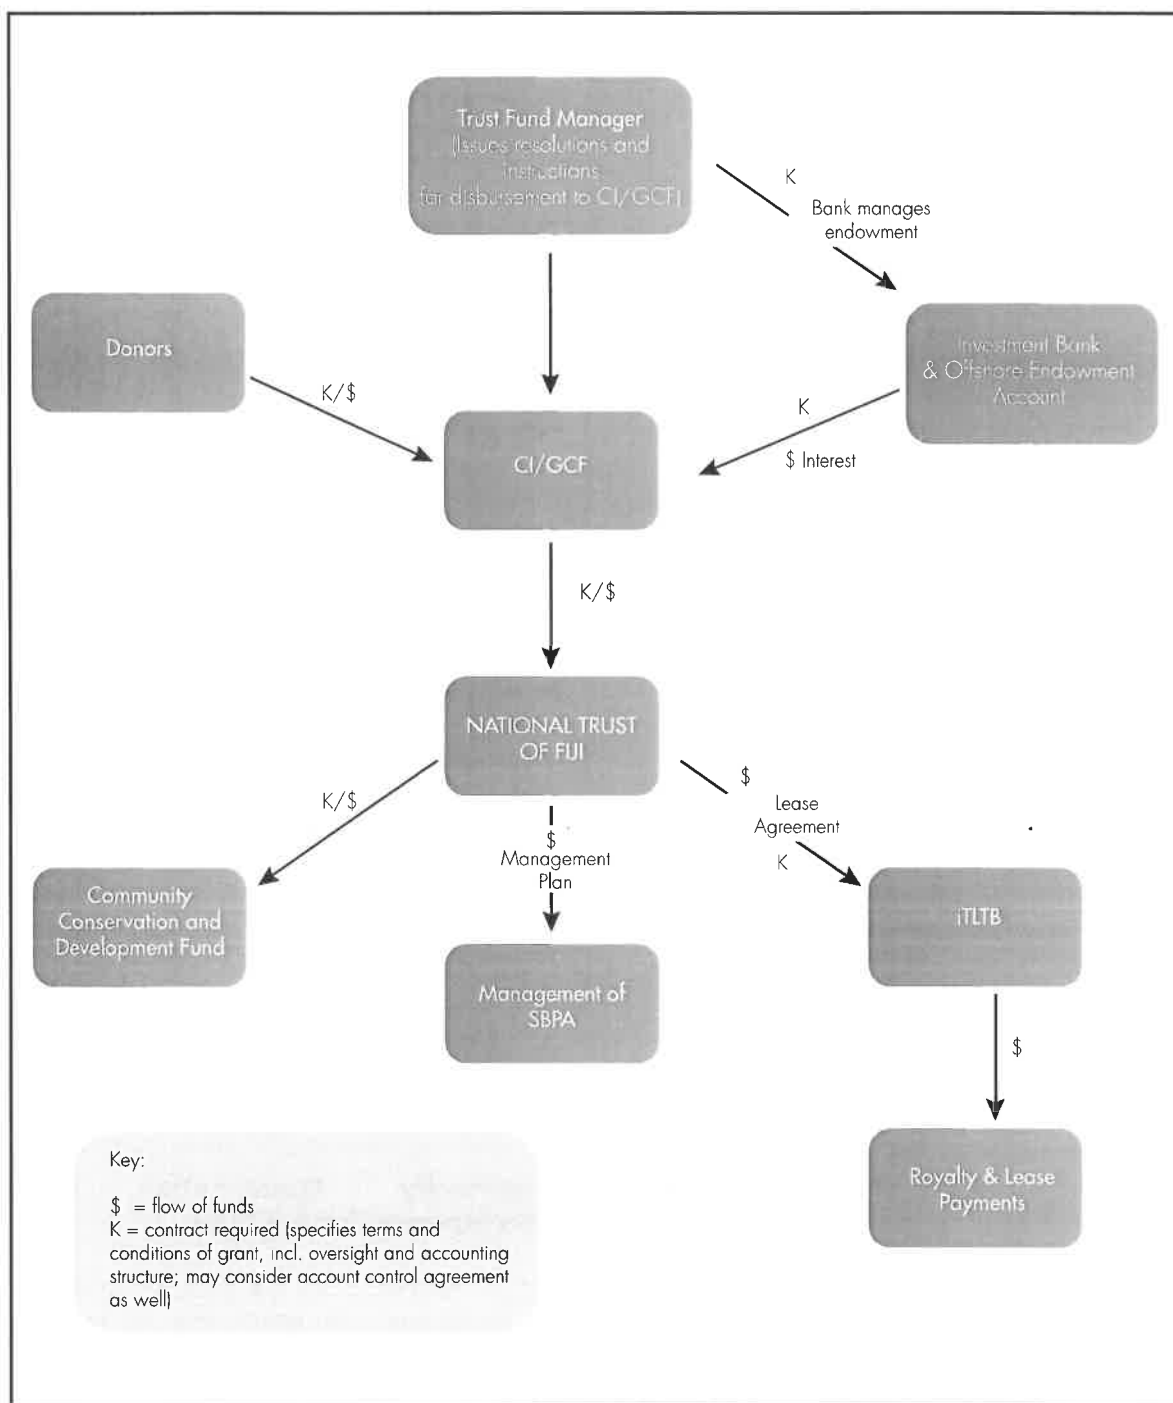 Trust Fund Manager
(Issues resolutions and
instructions
for disbursement to CI/GCF)
K
Bank manages
endowment
Donors
Investment Bank
& Offshore Endowment
Account
K/$
K
$ Interest
CI/GCF
K/$
NATIONAL TRUST
OF FIJI
K/$
$
Management
Plan
$
Lease
Agreement
K
Community
Conservation and
Development Fund
iTLTB
Management of
SBPA
$
Royalty & Lease
Payments
Key:
$ = flow of funds
K = contract required (specifies terms and
conditions of grant, incl. oversight and accounting
structure; may consider account control agreement
as well)